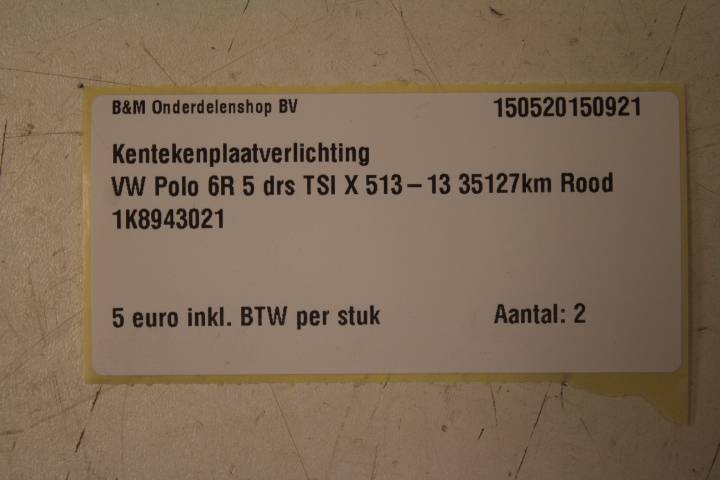 B&M Onderdelenshop BV 150520150921
Kentekenplaatverlichting
VW Polo 6R 5 drs TSI X 513 – 13 35127km Rood
1K8943021
5 euro inkl. BTW per stuk Aantal: 2